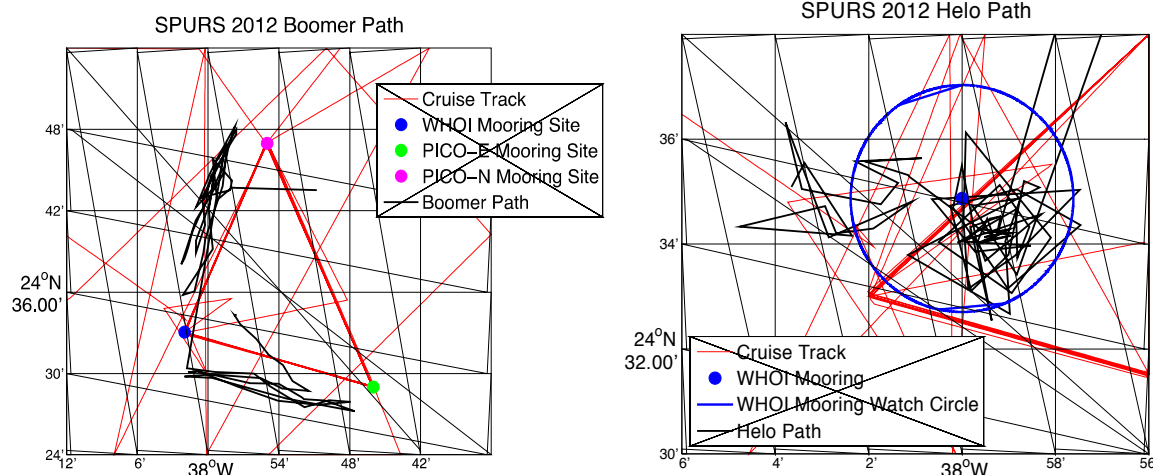 SPURS 2012 Boomer Path
Cruise Track
WHOI Mooring Site
PICO-E Mooring Site
PICO-N Mooring Site
Boomer Path
48'
42'
24°N
36.00'
30'
24'
12'
6'
38°W
54'
48'
42'
SPURS 2012 Helo Path
36'
34'
24°N
32.00'
30'
Cruise Track
WHOI Mooring
WHOI Mooring Watch Circle
Helo Path
6'
4'
2'
38°W
58'
56'